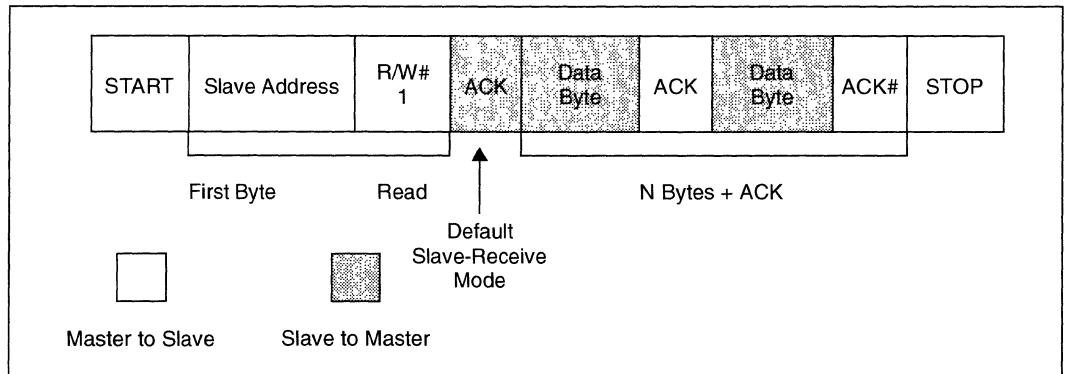 START Slave Address R/W# 1 ACK Data Byte ACK Data Byte ACK# STOP
First Byte Read N Bytes + ACK
Default
Slave-Receive
Mode
Master to Slave Slave to Master